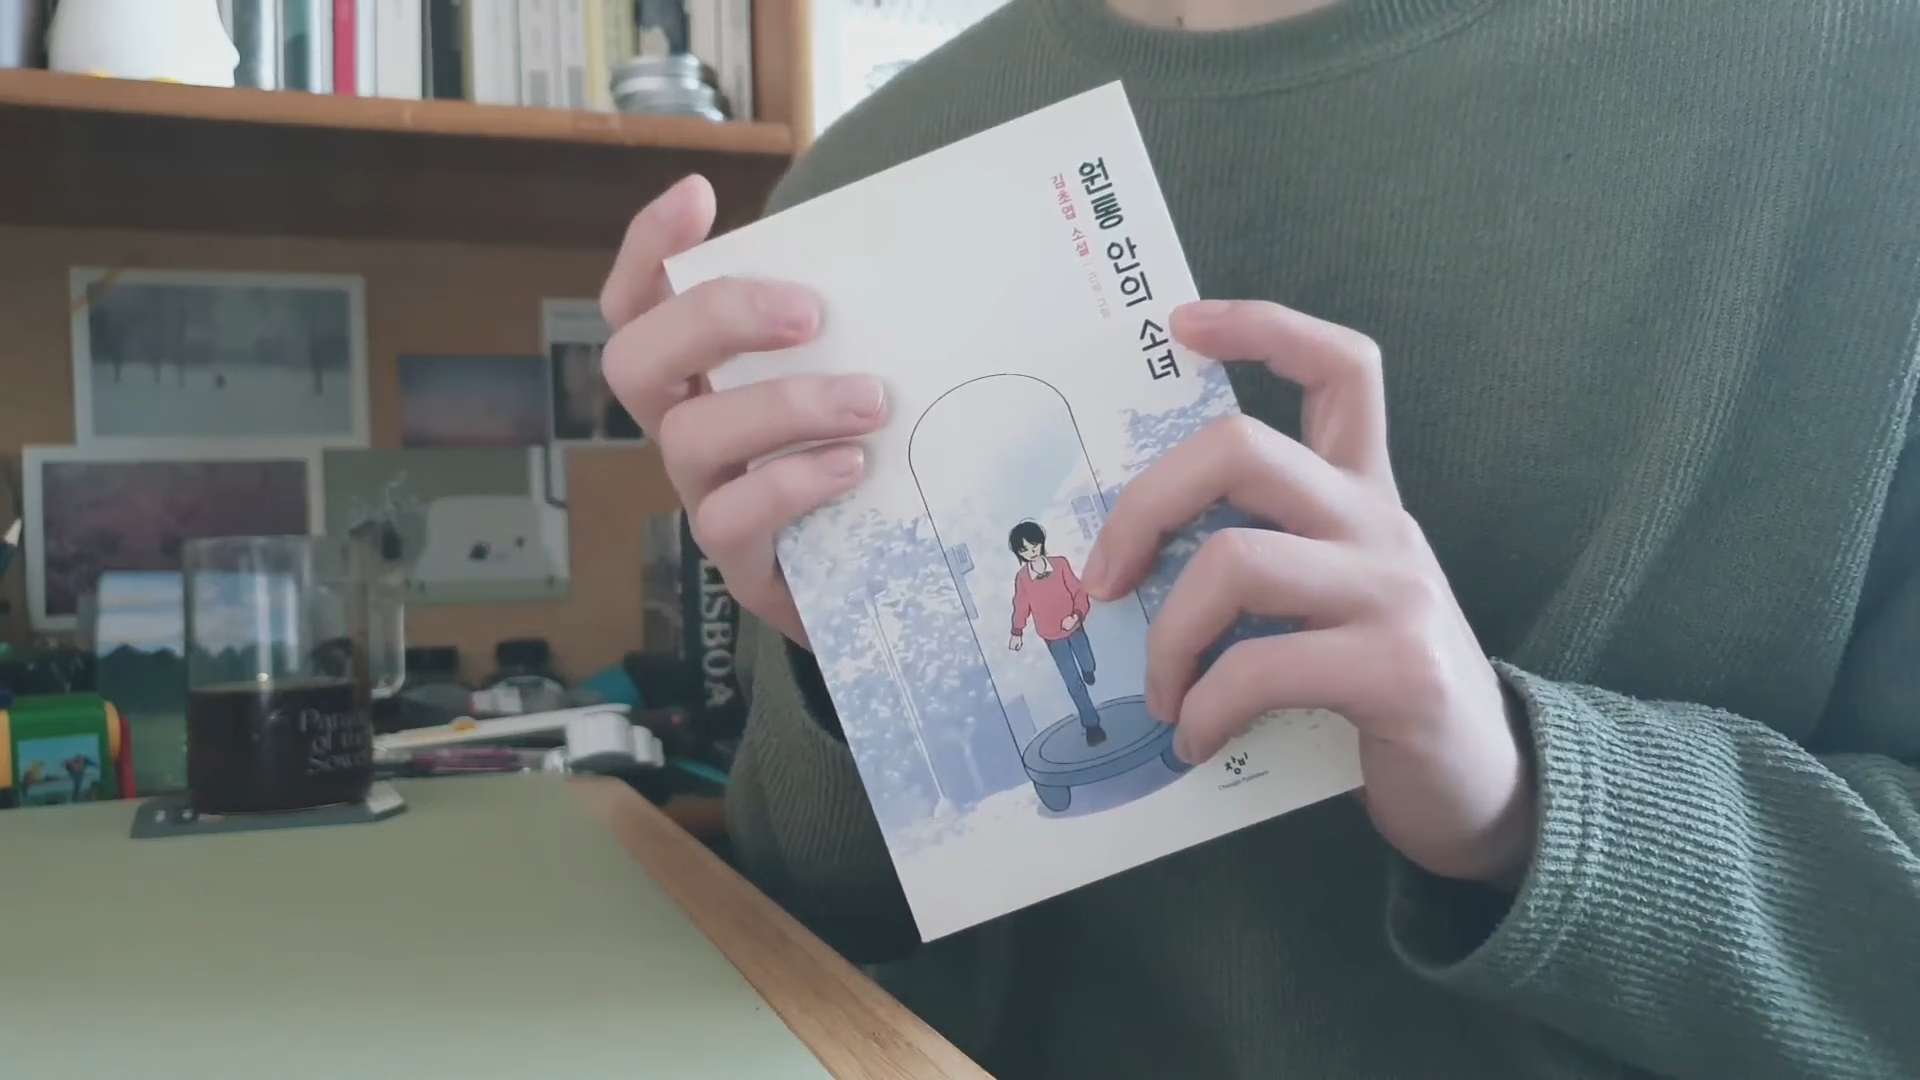 원통 안의 소녀
김초엽 소설
근하 그림
창비
Changbi Publishers
LISBOA